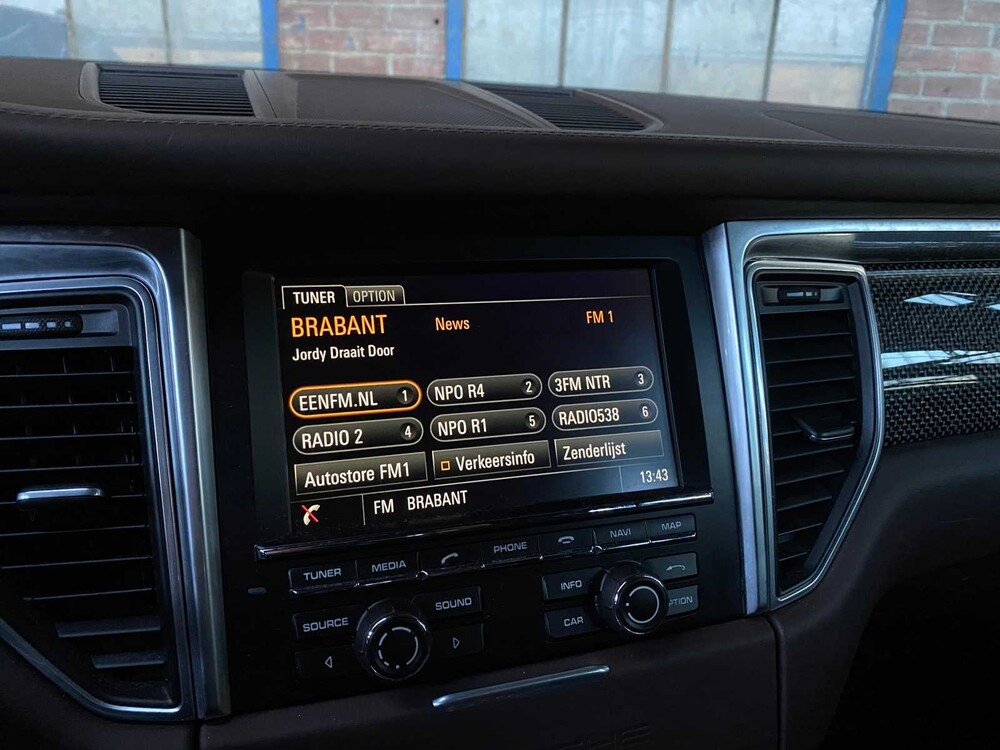 TUNER OPTION
BRABANT News FM 1
Jordy Draait Door
EENFM.NL 1 NPO R4 2 3FM NTR 3
RADIO 2 4 NPO R1 5 RADIO538 6
Autostore FM1 Verkeersinfo Zenderlijst
FM BRABANT 13:43
TUNER MEDIA PHONE NAVI MAP
SOURCE SOUND INFO
CAR OPTION